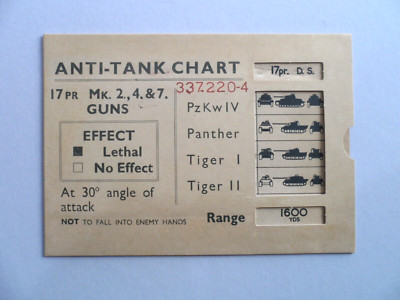 ANTI-TANK CHART
17pr. D. S.
17 PR MK. 2., 4, & 7.
GUNS
337220-4
EFFECT
Lethal
No Effect
PzKw IV
Panther
Tiger I
Tiger II
At 30° angle of
attack
NOT TO FALL INTO ENEMY HANDS
Range
1600
YDS